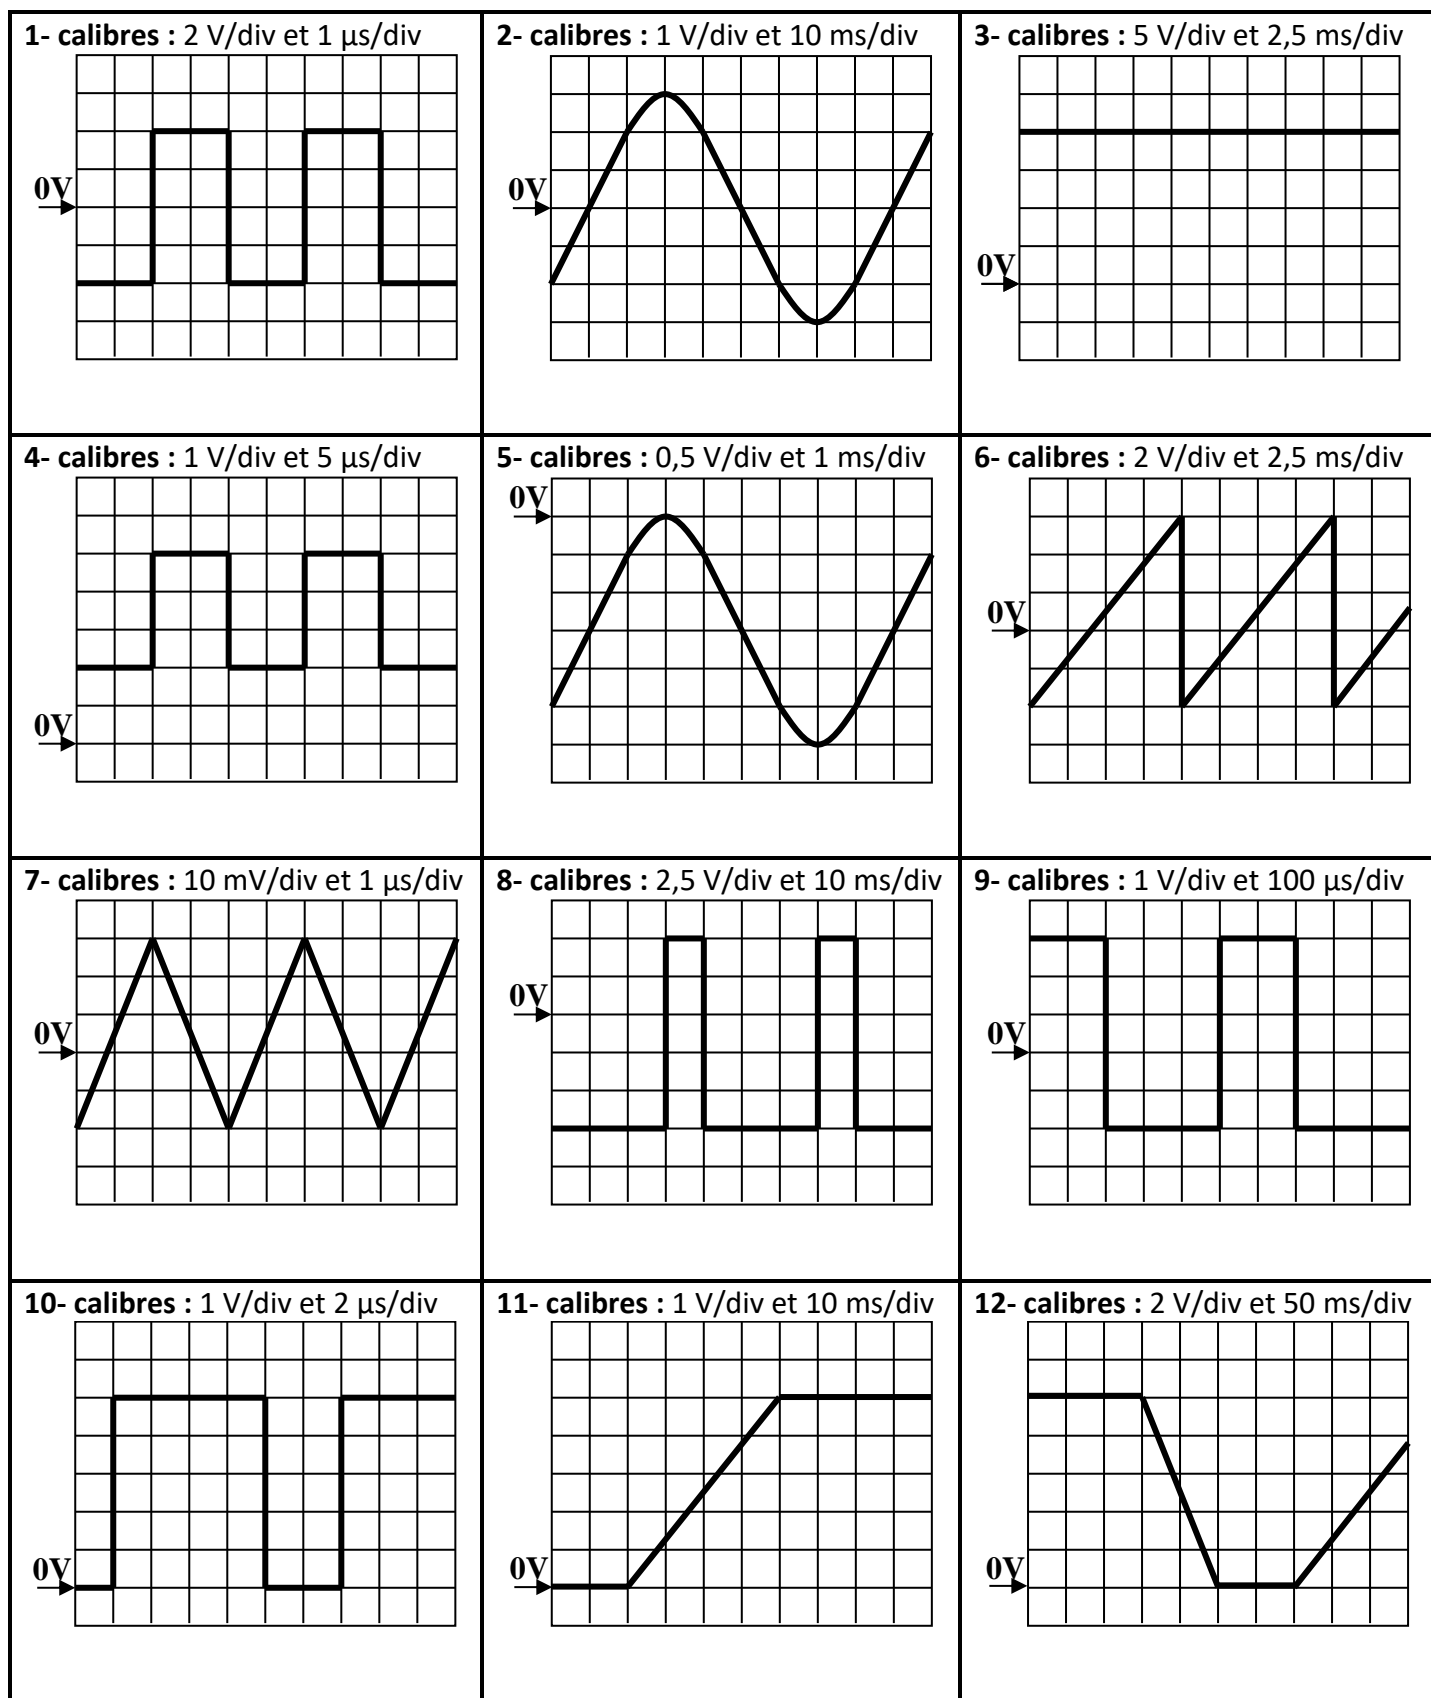 1- calibres : 2 V/div et 1 µs/div
0V
2- calibres : 1 V/div et 10 ms/div
0V
3- calibres : 5 V/div et 2,5 ms/div
0V
4- calibres : 1 V/div et 5 µs/div
0V
5- calibres : 0,5 V/div et 1 ms/div
0V
6- calibres : 2 V/div et 2,5 ms/div
0V
7- calibres : 10 mV/div et 1 µs/div
0V
8- calibres : 2,5 V/div et 10 ms/div
0V
9- calibres : 1 V/div et 100 µs/div
0V
10- calibres : 1 V/div et 2 µs/div
0V
11- calibres : 1 V/div et 10 ms/div
0V
12- calibres : 2 V/div et 50 ms/div
0V